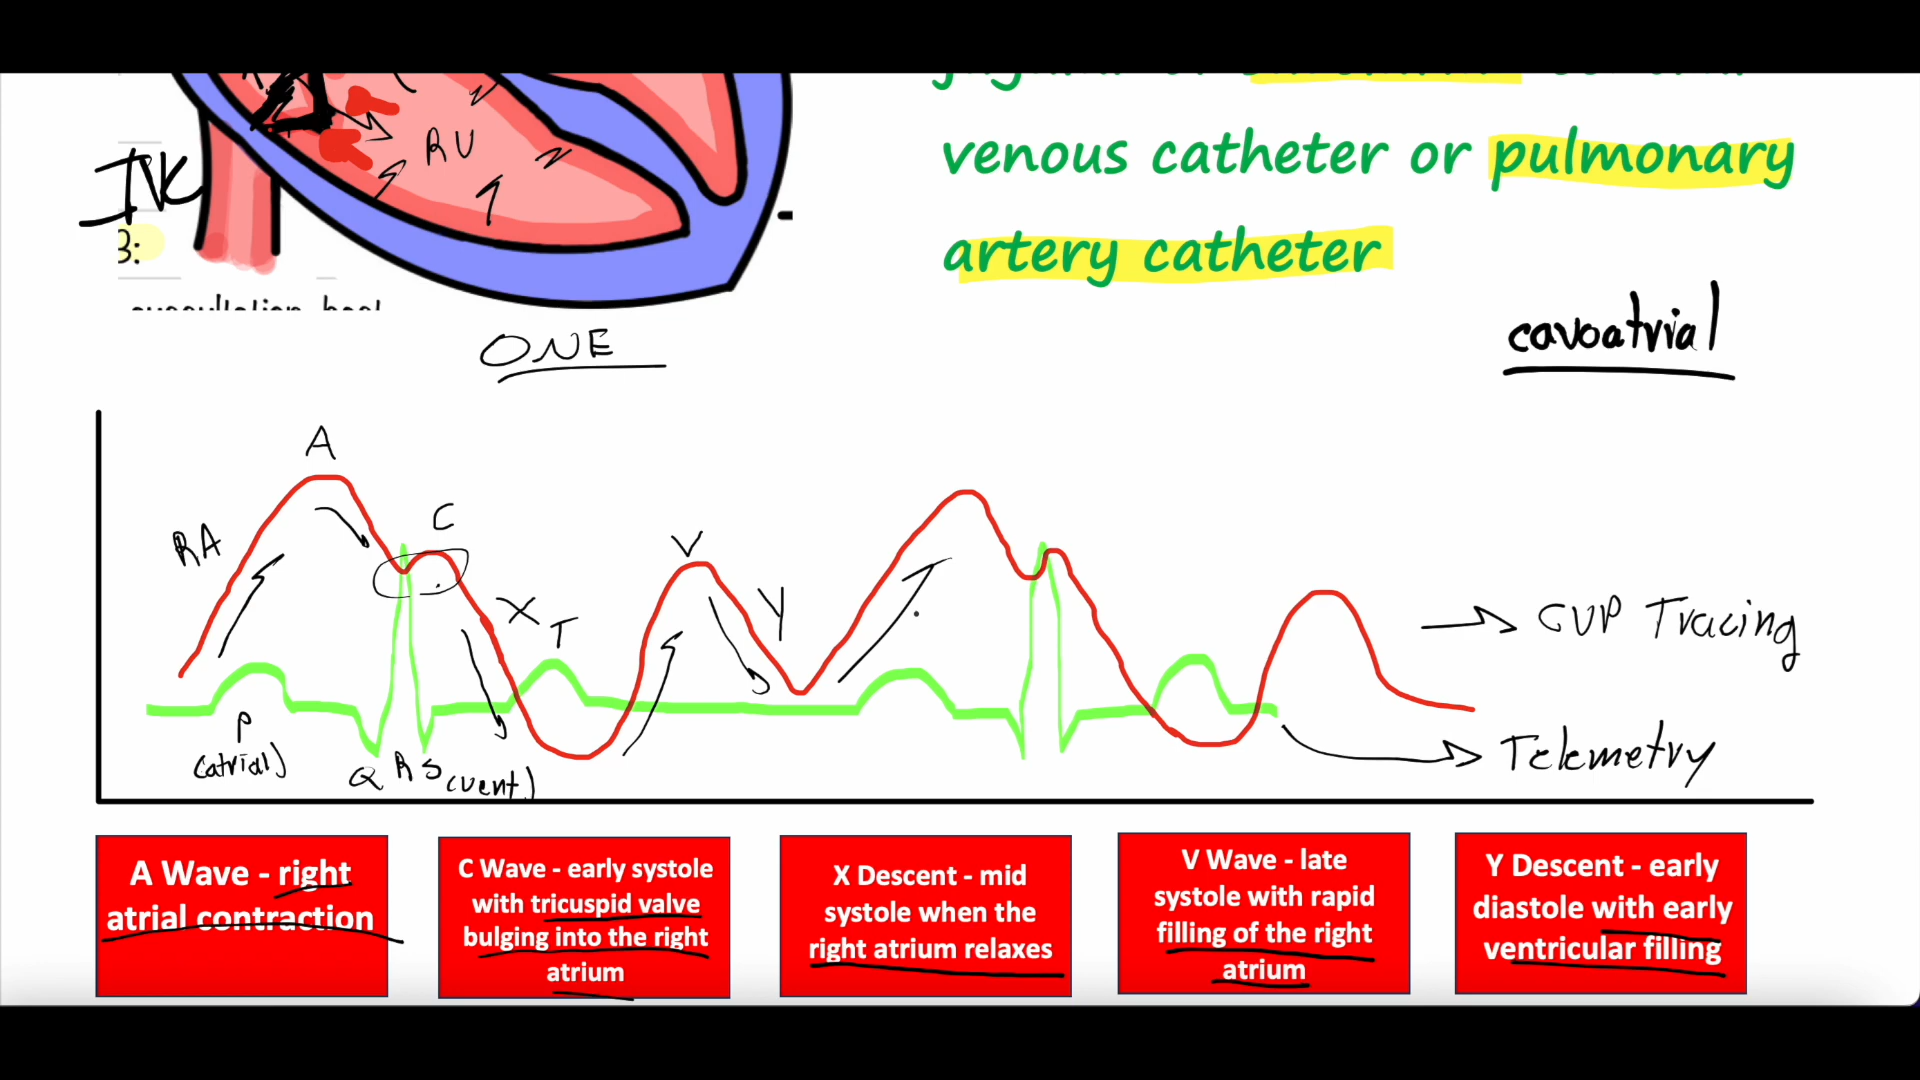 venous catheter or pulmonary
artery catheter
RV
IVC
3:
ONE
cavoatrial
A
RA
C
X
T
V
Y
P
(atrial)
Q R S (vent)
CVP Tracing
Telemetry
A Wave - right
atrial contraction
C Wave - early systole
with tricuspid valve
bulging into the right
atrium
X Descent - mid
systole when the
right atrium relaxes
V Wave - late
systole with rapid
filling of the right
atrium
Y Descent - early
diastole with early
ventricular filling